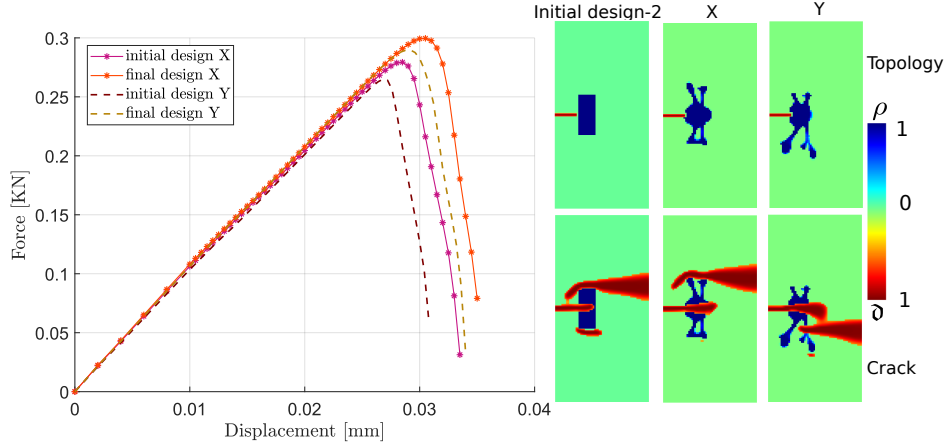 Initial design-2
X
Y
0.3
0.25
0.2
0.15
0.1
0.05
0
initial design X
final design X
initial design Y
final design Y
Force [KN]
0
0.01
0.02
0.03
0.04
Displacement [mm]
Topology
ρ
1
0
1
𝔡
Crack